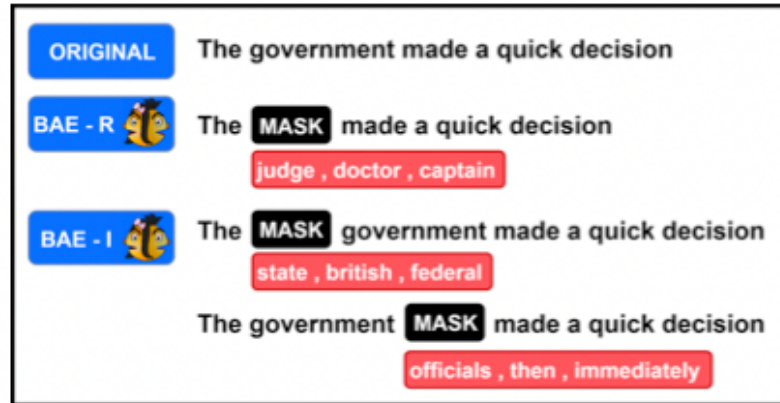 ORIGINAL The government made a quick decision
BAE - R The MASK made a quick decision
judge , doctor , captain
BAE - I The MASK government made a quick decision
state , british , federal
The government MASK made a quick decision
officials , then , immediately